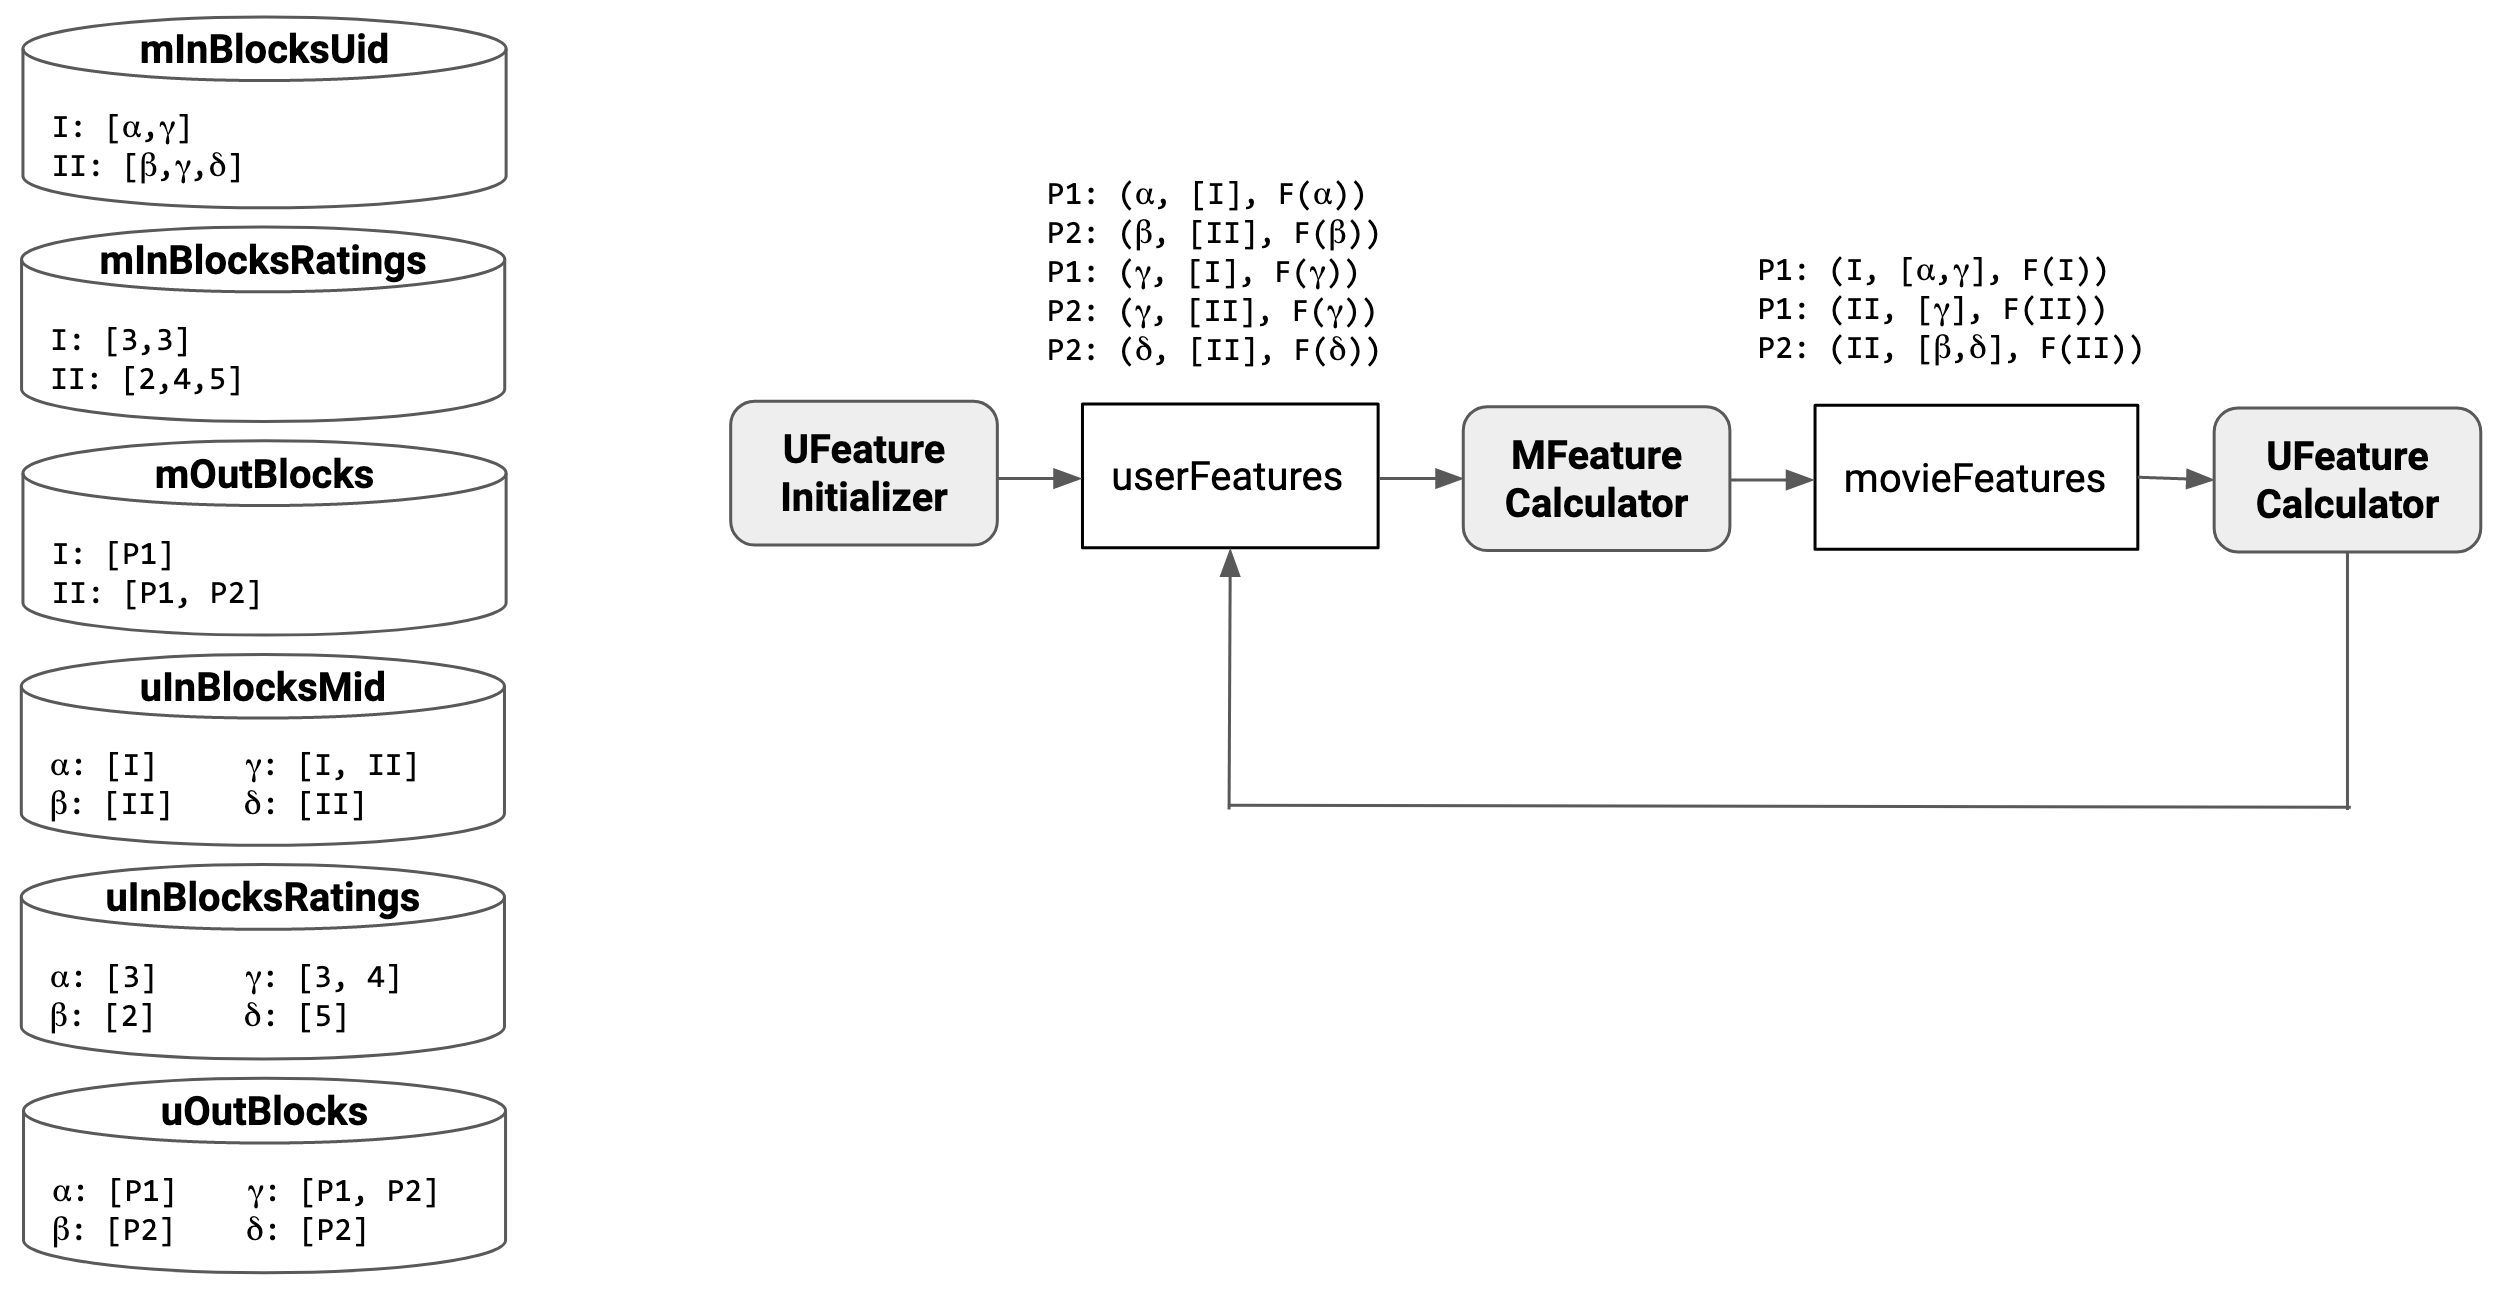 mInBlocksUid
I: [α,γ]
II: [β,γ,δ]
mInBlocksRatings
I: [3,3]
II: [2,4,5]
mOutBlocks
I: [P1]
II: [P1, P2]
uInBlocksMid
α: [I] γ: [I, II]
β: [II] δ: [II]
uInBlocksRatings
α: [3] γ: [3, 4]
β: [2] δ: [5]
uOutBlocks
α: [P1] γ: [P1, P2]
β: [P2] δ: [P2]
P1: (α, [I], F(α))
P2: (β, [II], F(β))
P1: (γ, [I], F(γ))
P2: (γ, [II], F(γ))
P2: (δ, [II], F(δ))
P1: (I, [α,γ], F(I))
P1: (II, [γ], F(II))
P2: (II, [β,δ], F(II))
UFeature
Initializer
userFeatures
MFeature
Calculator
movieFeatures
UFeature
Calculator